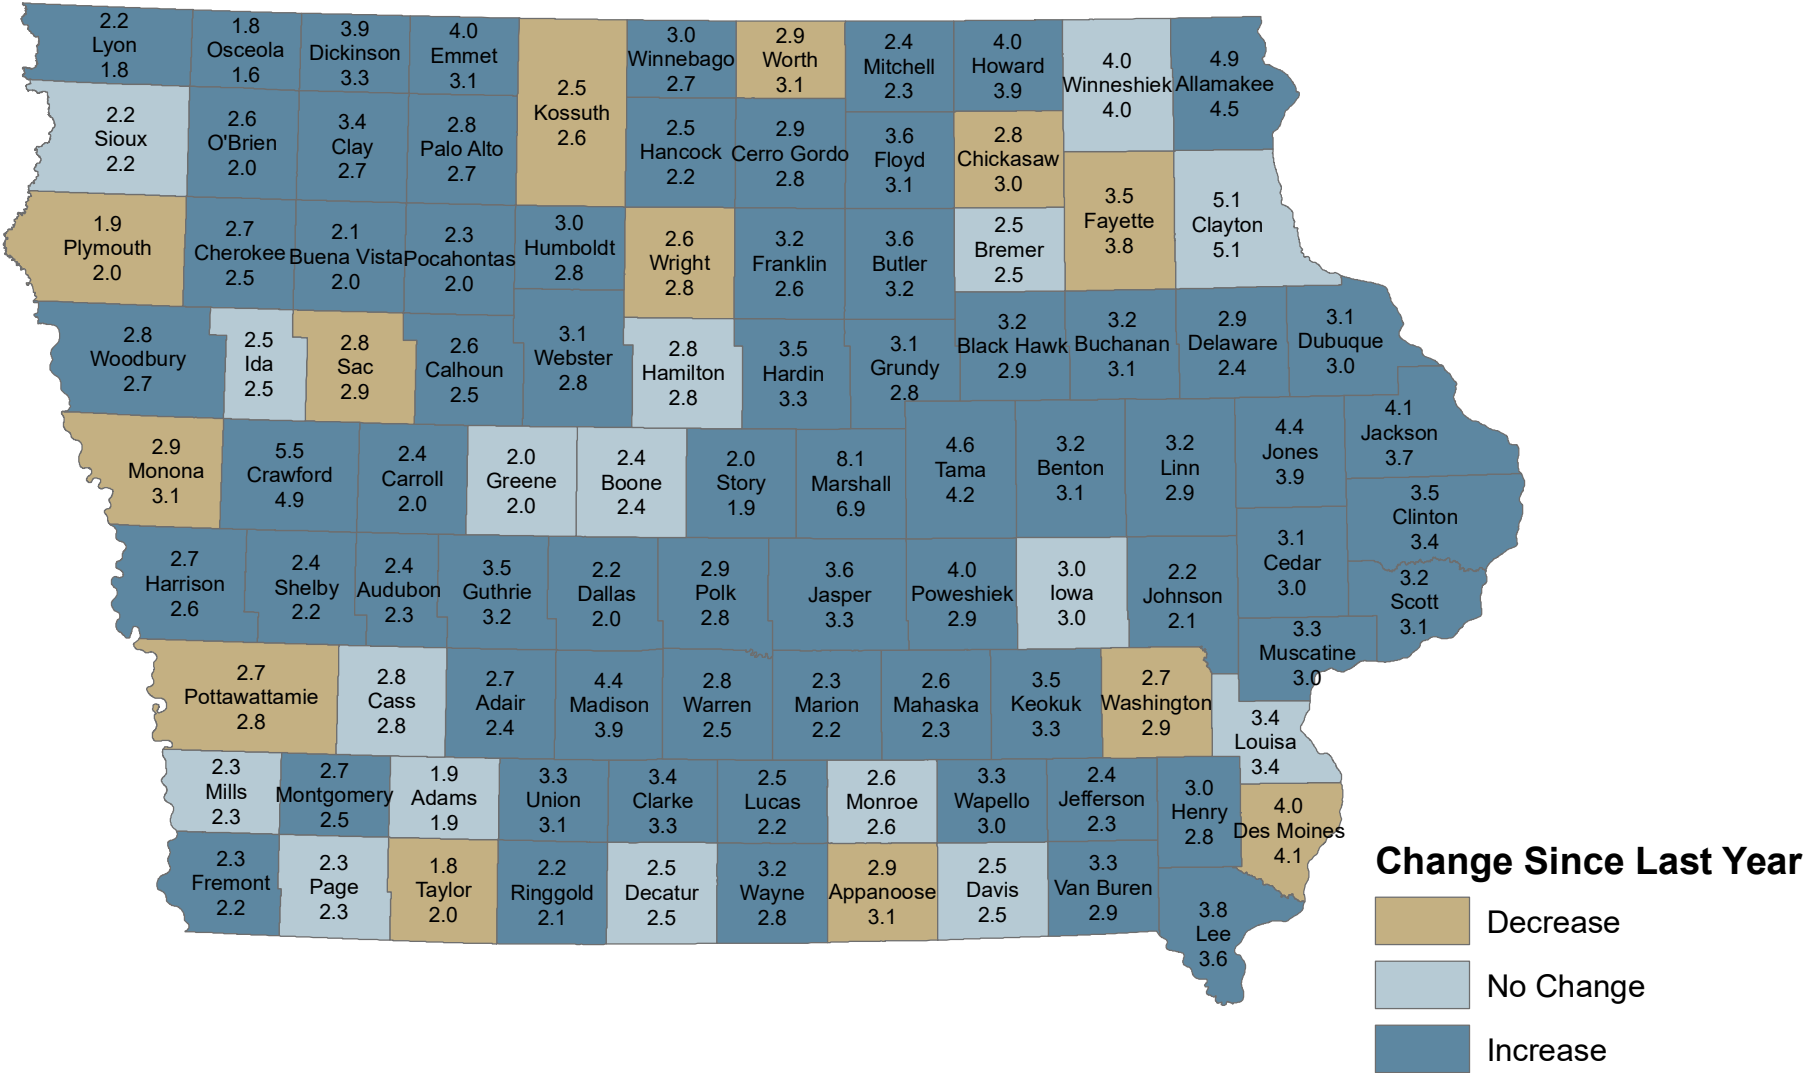 2.2
Lyon
1.8
1.8
Osceola
1.6
3.9
Dickinson
3.3
4.0
Emmet
3.1
2.5
Kossuth
2.6
3.0
Winnebago
2.7
2.9
Worth
3.1
2.4
Mitchell
2.3
4.0
Howard
3.9
4.0
Winneshiek
4.0
4.9
Allamakee
4.5
2.2
Sioux
2.2
2.6
O'Brien
2.0
3.4
Clay
2.7
2.8
Palo Alto
2.7
2.5
Hancock
2.2
2.9
Cerro Gordo
2.8
3.6
Floyd
3.1
2.8
Chickasaw
3.0
3.5
Fayette
3.8
5.1
Clayton
5.1
1.9
Plymouth
2.0
2.7
Cherokee
2.5
2.1
Buena Vista
2.0
2.3
Pocahontas
2.0
3.0
Humboldt
2.8
2.6
Wright
2.8
3.2
Franklin
2.6
3.6
Butler
3.2
2.5
Bremer
2.5
2.8
Woodbury
2.7
2.5
Ida
2.5
2.8
Sac
2.9
2.6
Calhoun
2.5
3.1
Webster
2.8
2.8
Hamilton
2.8
3.5
Hardin
3.3
3.1
Grundy
2.8
3.2
Black Hawk
2.9
3.2
Buchanan
3.1
2.9
Delaware
2.4
3.1
Dubuque
3.0
2.9
Monona
3.1
5.5
Crawford
4.9
2.4
Carroll
2.0
2.0
Greene
2.0
2.4
Boone
2.4
2.0
Story
1.9
8.1
Marshall
6.9
4.6
Tama
4.2
3.2
Benton
3.1
3.2
Linn
2.9
4.4
Jones
3.9
4.1
Jackson
3.7
3.5
Clinton
3.4
2.7
Harrison
2.6
2.4
Shelby
2.2
2.4
Audubon
2.3
3.5
Guthrie
3.2
2.2
Dallas
2.0
2.9
Polk
2.8
3.6
Jasper
3.3
4.0
Poweshiek
2.9
3.0
Iowa
3.0
2.2
Johnson
2.1
3.1
Cedar
3.0
3.2
Scott
3.1
3.3
Muscatine
3.0
2.7
Pottawattamie
2.8
2.8
Cass
2.8
2.7
Adair
2.4
4.4
Madison
3.9
2.8
Warren
2.5
2.3
Marion
2.2
2.6
Mahaska
2.3
3.5
Keokuk
3.3
2.7
Washington
2.9
3.4
Louisa
3.4
2.3
Mills
2.3
2.7
Montgomery
2.5
1.9
Adams
1.9
3.3
Union
3.1
3.4
Clarke
3.3
2.5
Lucas
2.2
2.6
Monroe
2.6
3.3
Wapello
3.0
2.4
Jefferson
2.3
3.0
Henry
2.8
4.0
Des Moines
4.1
2.3
Fremont
2.2
2.3
Page
2.3
1.8
Taylor
2.0
2.2
Ringgold
2.1
2.5
Decatur
2.5
3.2
Wayne
2.8
2.9
Appanoose
3.1
2.5
Davis
2.5
3.3
Van Buren
2.9
3.8
Lee
3.6
Change Since Last Year
Decrease
No Change
Increase